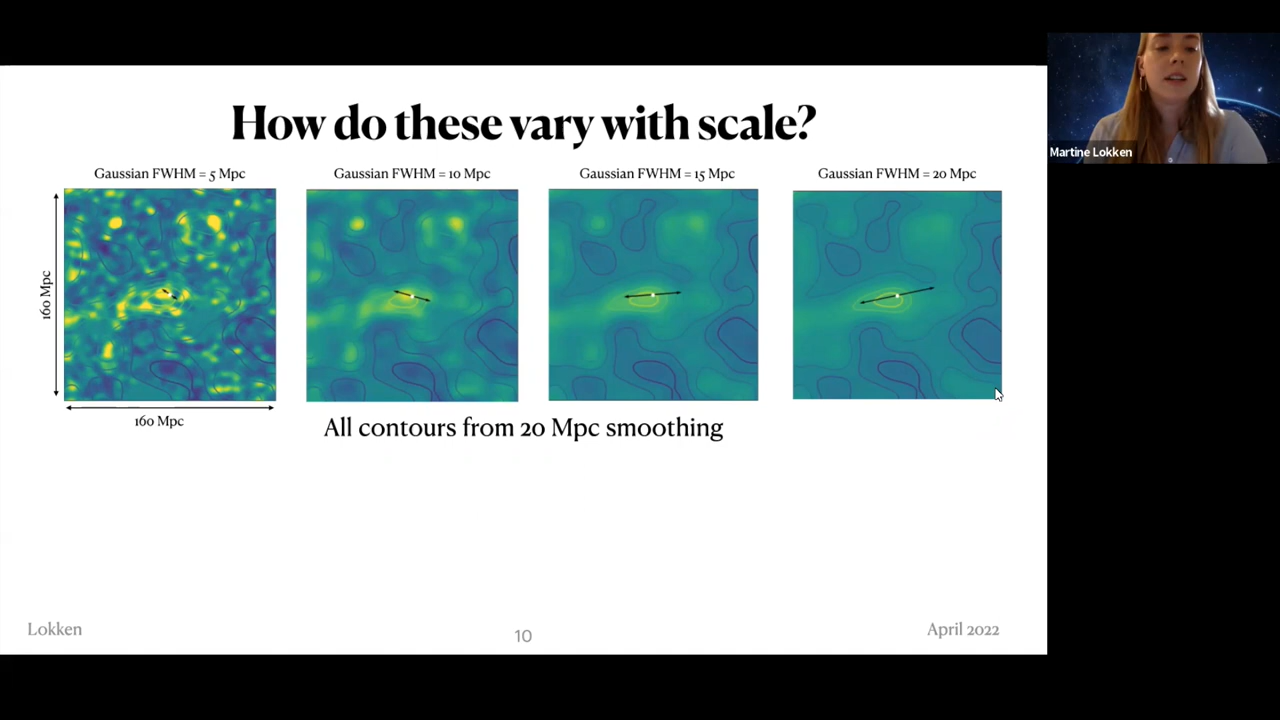 How do these vary with scale?
Gaussian FWHM = 5 Mpc
Gaussian FWHM = 10 Mpc
Gaussian FWHM = 15 Mpc
Gaussian FWHM = 20 Mpc
160 Mpc
160 Mpc
All contours from 20 Mpc smoothing
Lokken
10
April 2022
Martine Lokken